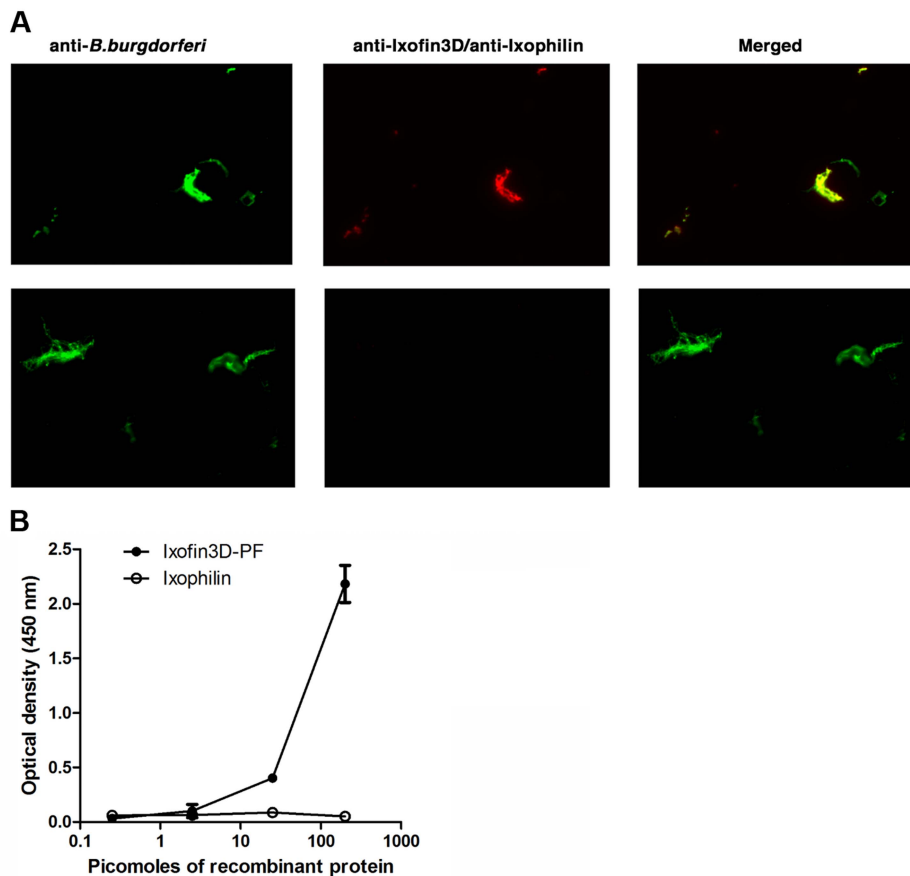 A
anti-B.burgdorferi
anti-Ixofin3D/anti-Ixophilin
Merged
B
Ixofin3D-PF
Ixophilin
Optical density (450 nm)
2.5
2.0
1.5
1.0
0.5
0.0
0.1
1
10
100
1000
Picomoles of recombinant protein